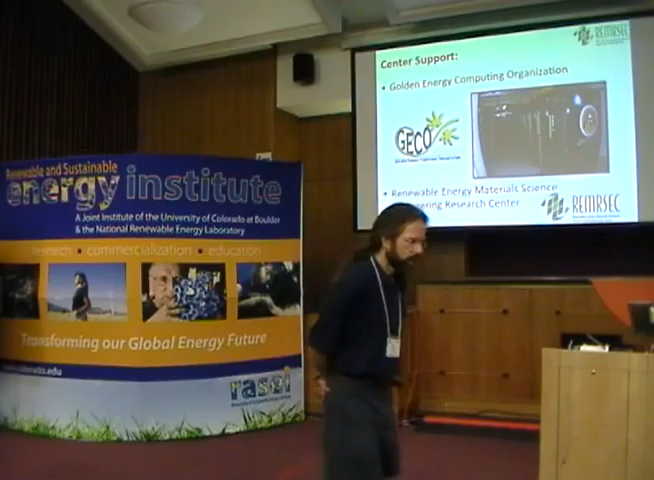 Renewable and Sustainable
energy institute
A Joint Institute of the University of Colorado at Boulder
& the National Renewable Energy Laboratory
research ▪ commercialization ▪ education
Transforming our Global Energy Future
rasei
REMRSEC
Center Support:
• Golden Energy Computing Organization
GECO
• Renewable Energy Materials Science
Research Center
REMRSEC